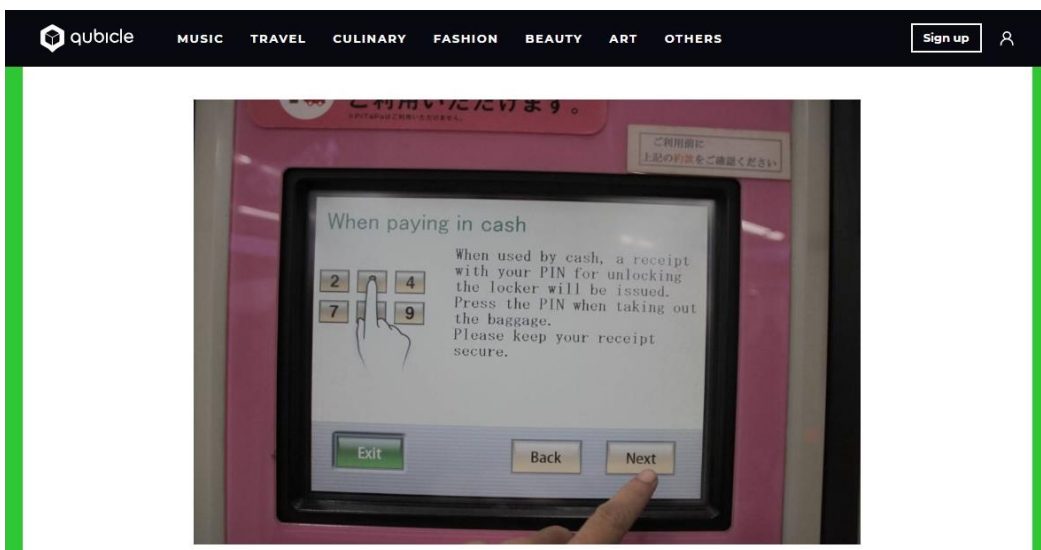 qubicle
MUSIC TRAVEL CULINARY FASHION BEAUTY ART OTHERS
Sign up
ご利用いただけます。
ご利用前に
上記の約款をご確認ください
When paying in cash
2 4
7 9
When used by cash, a receipt
with your PIN for unlocking
the locker will be issued.
Press the PIN when taking out
the baggage.
Please keep your receipt
secure.
Exit Back Next